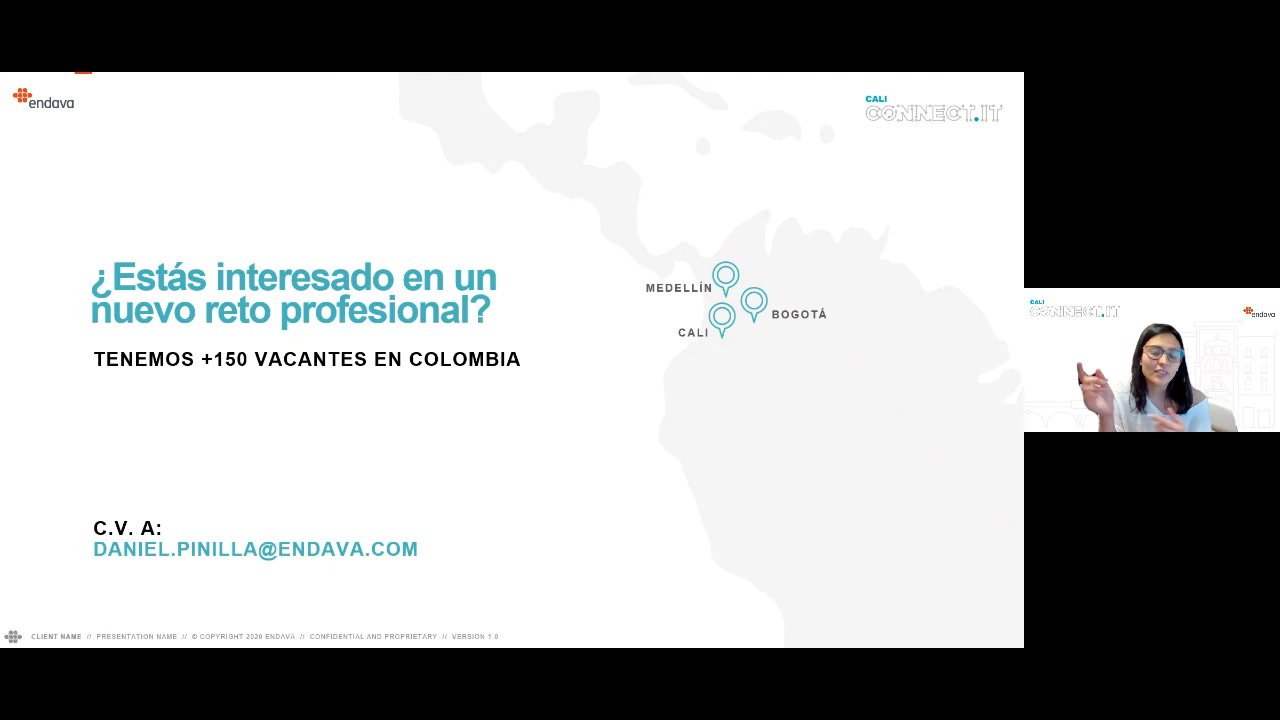 endava
CALI
CONNECT.IT
¿Estás interesado en un
nuevo reto profesional?
TENEMOS +150 VACANTES EN COLOMBIA
MEDELLÍN
BOGOTÁ
CALI
C.V. A:
DANIEL.PINILLA@ENDAVA.COM
CLIENT NAME // PRESENTATION NAME // © COPYRIGHT 2020 ENDAVA // CONFIDENTIAL AND PROPRIETARY // VERSION 1.0
CALI
CONNECT.IT
endava